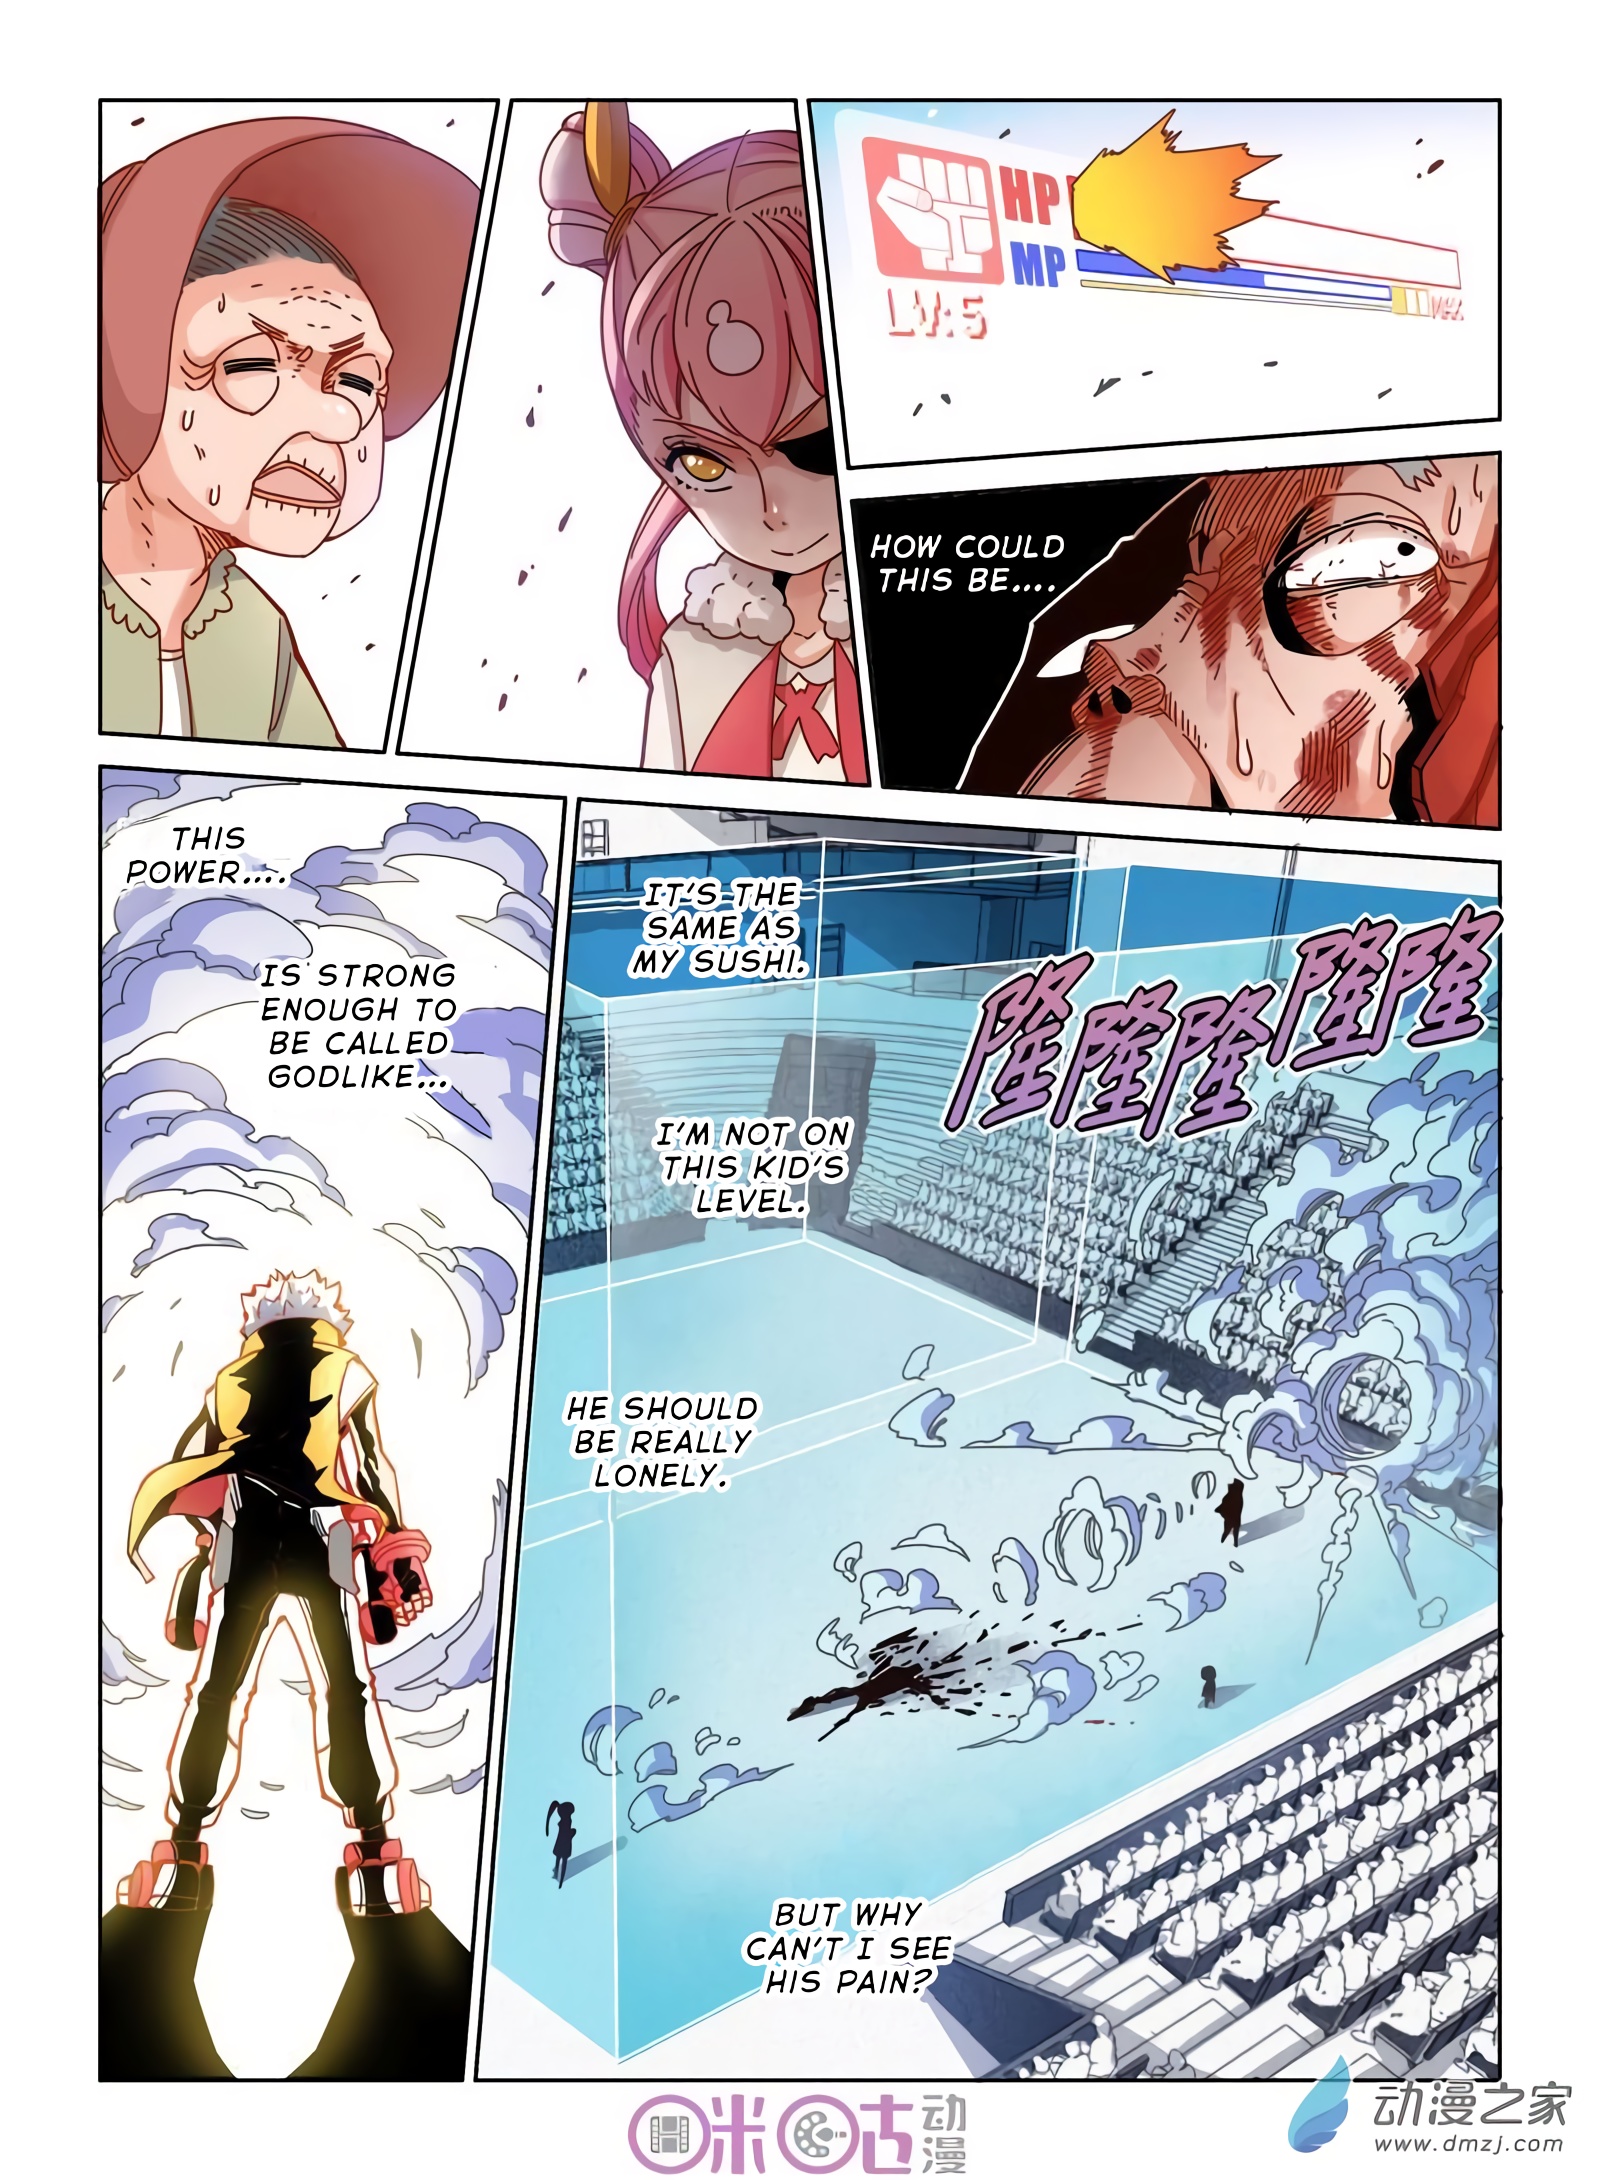 HP
MP
LV:5
HOW COULD
THIS BE....
THIS
POWER....
IS STRONG
ENOUGH TO
BE CALLED
GODLIKE...
IT'S THE
SAME AS
MY SUSHI.
隆隆隆隆隆
I'M NOT ON
THIS KID'S
LEVEL.
HE SHOULD
BE REALLY
LONELY.
BUT WHY
CAN'T I SEE
HIS PAIN?
咪咕动漫
动漫之家
www.dmzj.com